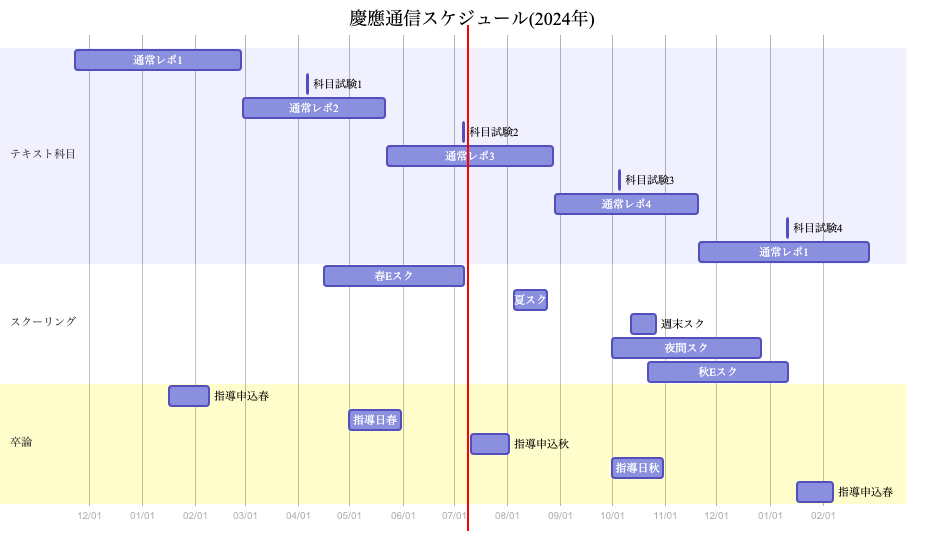 慶應通信スケジュール(2024年)
通常レポ1
科目試験1
通常レポ2
科目試験2
テキスト科目
通常レポ3
科目試験3
通常レポ4
科目試験4
通常レポ1
春Eスク
夏スク
スクーリング
週末スク
夜間スク
秋Eスク
指導申込春
指導日春
卒論
指導申込秋
指導日秋
指導申込春
12/01 01/01 02/01 03/01 04/01 05/01 06/01 07/01 08/01 09/01 10/01 11/01 12/01 01/01 02/01